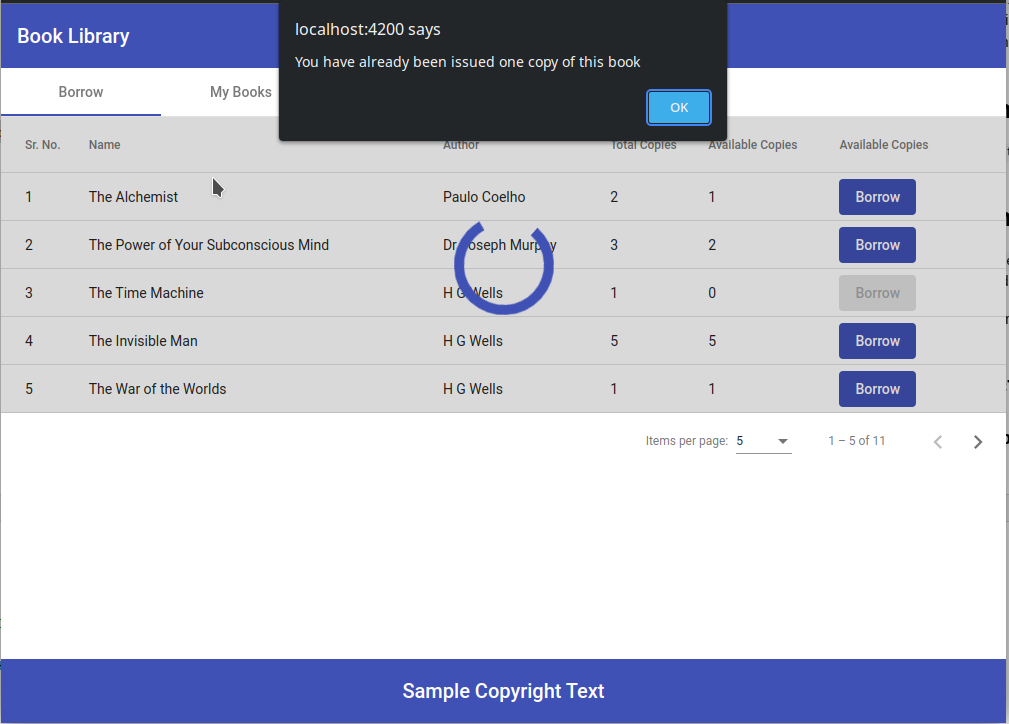 Book Library
localhost:4200 says
You have already been issued one copy of this book
OK
Borrow My Books
Sr. No. Name Author Total Copies Available Copies Available Copies
1 The Alchemist Paulo Coelho 2 1 Borrow
2 The Power of Your Subconscious Mind Dr Joseph Murphy 3 2 Borrow
3 The Time Machine H G Wells 1 0 Borrow
4 The Invisible Man H G Wells 5 5 Borrow
5 The War of the Worlds H G Wells 1 1 Borrow
Items per page: 5 1 – 5 of 11
Sample Copyright Text